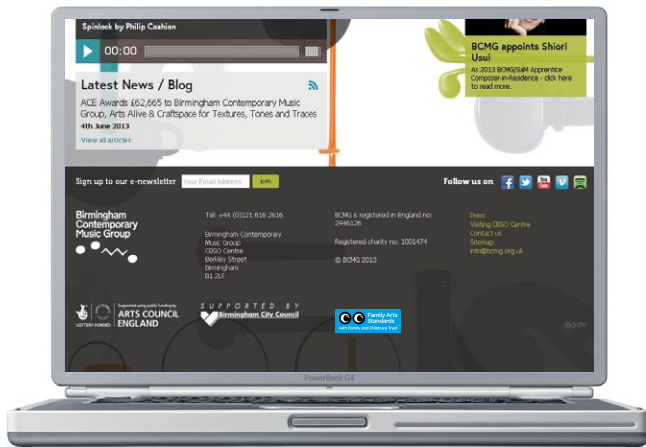 Spinlock by Philip Cashian
00:00
BCMG appoints Shiori
Usui
As 2013 BCMG/SaM Apprentice
Composer-in-Residence - click here
to read more.
Latest News / Blog
ACE Awards £62,665 to Birmingham Contemporary Music
Group, Arts Alive & Craftspace for Textures, Tones and Traces
4th June 2013
View all articles
Sign up to our e-newsletter
Your Email Address
Join
Follow us on
You
Tube
Birmingham
Contemporary
Music Group
Tel: +44 (0)121 616 2616
Birmingham Contemporary
Music Group
CBSO Centre
Berkley Street
Birmingham
B1 2LF
BCMG is registered in England no:
2446126
Registered charity no: 1001474
© BCMG 2013
Press
Visiting CBSO Centre
Contact us
Sitemap
info@bcmg.org.uk
LOTTERY FUNDED
Supported using public funding by
ARTS COUNCIL
ENGLAND
SUPPORTED BY
Birmingham City Council
Family Arts
Standards
with Family and Childcare Trust
PowerBook G4